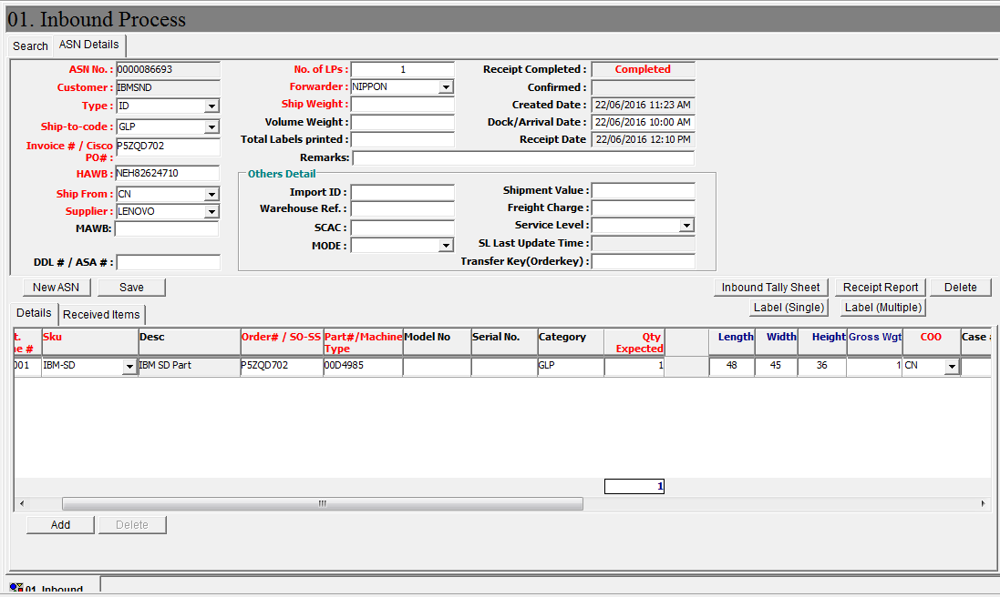 01. Inbound Process
Search ASN Details
ASN No. : 0000086693 No. of LPs : 1 Receipt Completed : Completed
Customer : IBMSND Forwarder : NIPPON Confirmed :
Type : ID Ship Weight : Created Date : 22/06/2016 11:23 AM
Ship-to-code : GLP Volume Weight : Dock/Arrival Date : 22/06/2016 10:00 AM
Invoice # / Cisco P5ZQD702 Total Labels printed : Receipt Date 22/06/2016 12:10 PM
PO# : Remarks:
HAWB : NEH82624710 Others Detail
Ship From : CN Import ID : Shipment Value :
Supplier : LENOVO Warehouse Ref. : Freight Charge :
MAWB: SCAC : Service Level :
MODE : SL Last Update Time :
DDL # / ASA # : Transfer Key(Orderkey) :
New ASN Save Inbound Tally Sheet Receipt Report Delete
Label (Single) Label (Multiple)
Details Received Items
t. Sku Desc Order# / SO-SS Part#/Machine Model No Serial No. Category Qty Length Width Height Gross Wgt COO Case
ne # Type Expected
001 IBM-SD IBM SD Part P5ZQD702 00D4985 GLP 1 48 45 36 1 CN
1
Add Delete
01. Inbound